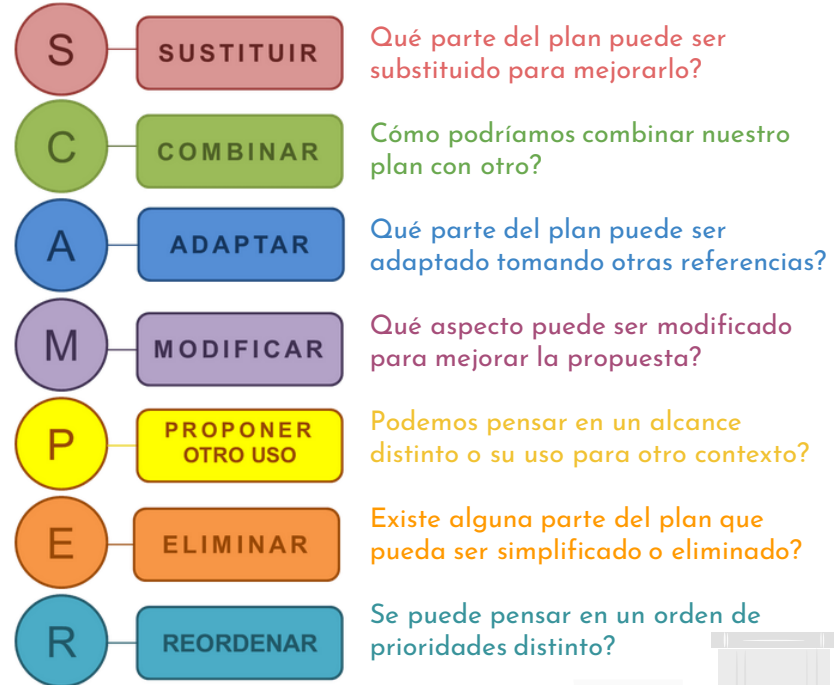 S
SUSTITUIR
Qué parte del plan puede ser
substituido para mejorarlo?
C
COMBINAR
Cómo podríamos combinar nuestro
plan con otro?
A
ADAPTAR
Qué parte del plan puede ser
adaptado tomando otras referencias?
M
MODIFICAR
Qué aspecto puede ser modificado
para mejorar la propuesta?
P
PROPONER
OTRO USO
Podemos pensar en un alcance
distinto o su uso para otro contexto?
E
ELIMINAR
Existe alguna parte del plan que
pueda ser simplificado o eliminado?
R
REORDENAR
Se puede pensar en un orden de
prioridades distinto?